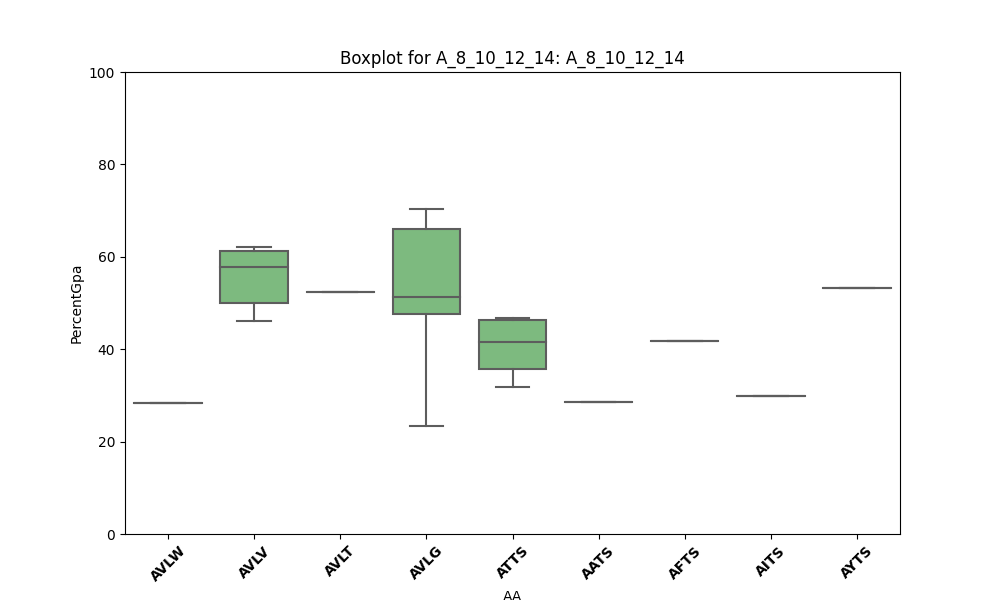 Boxplot for A_8_10_12_14: A_8_10_12_14
100
80
60
40
20
0
PercentGpa
AVLW
AVLV
AVLT
AVLG
ATTS
AATS
AFTS
AITS
AYTS
AA